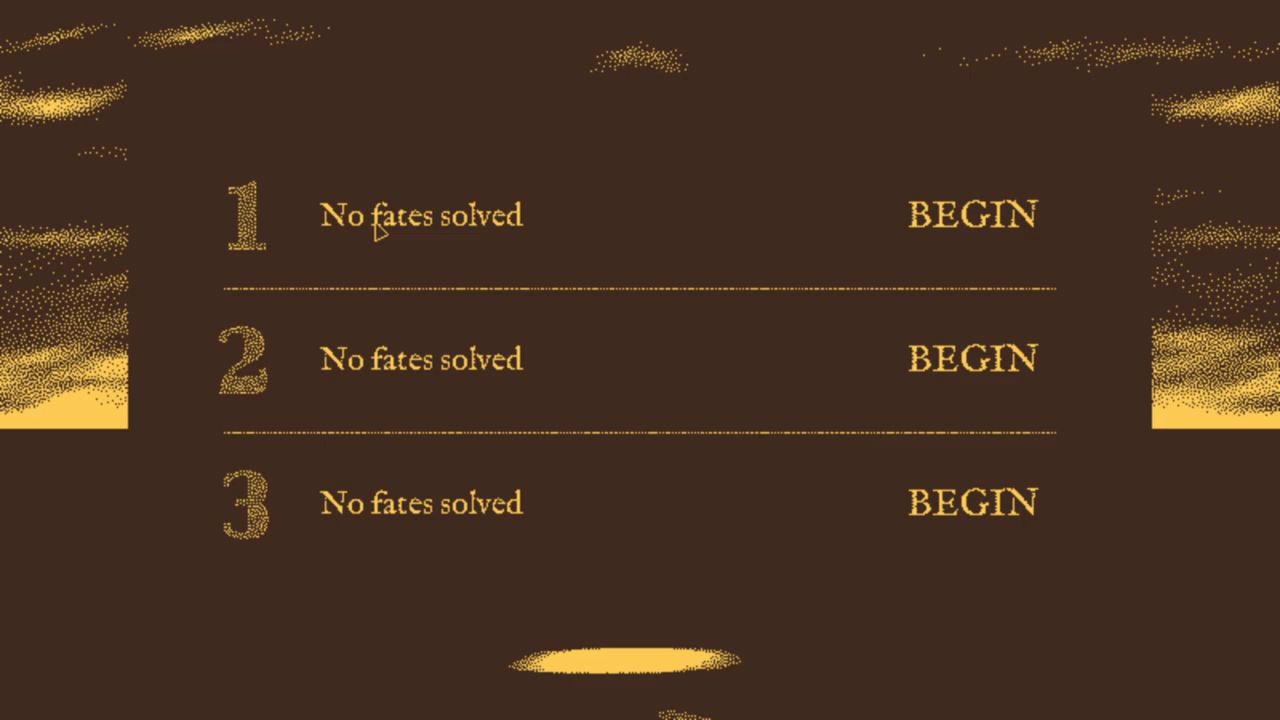 1 No fates solved BEGIN
2 No fates solved BEGIN
3 No fates solved BEGIN